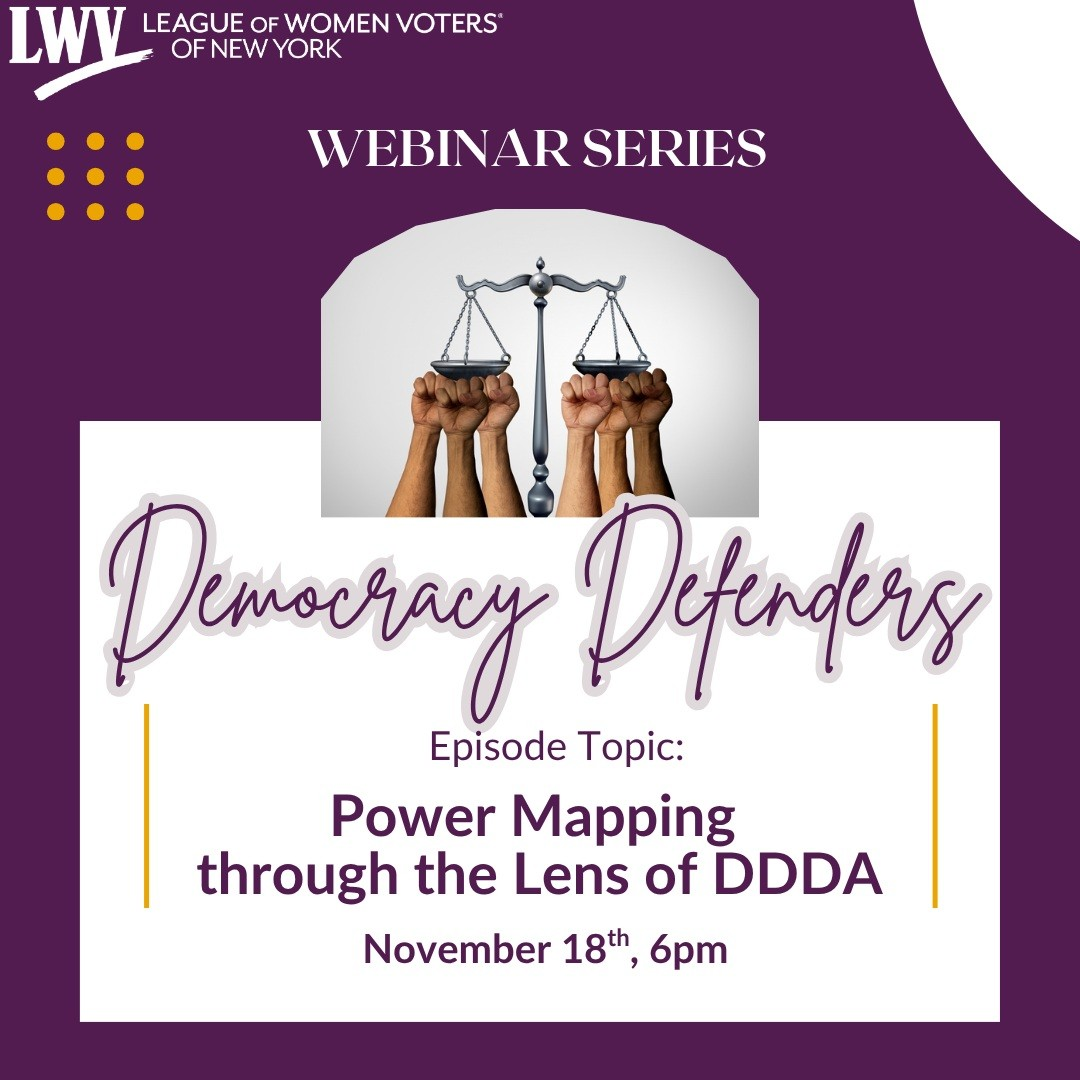 LWV LEAGUE OF WOMEN VOTERS®
OF NEW YORK
WEBINAR SERIES
Democracy Defenders
Episode Topic:
Power Mapping
through the Lens of DDDA
November 18th, 6pm